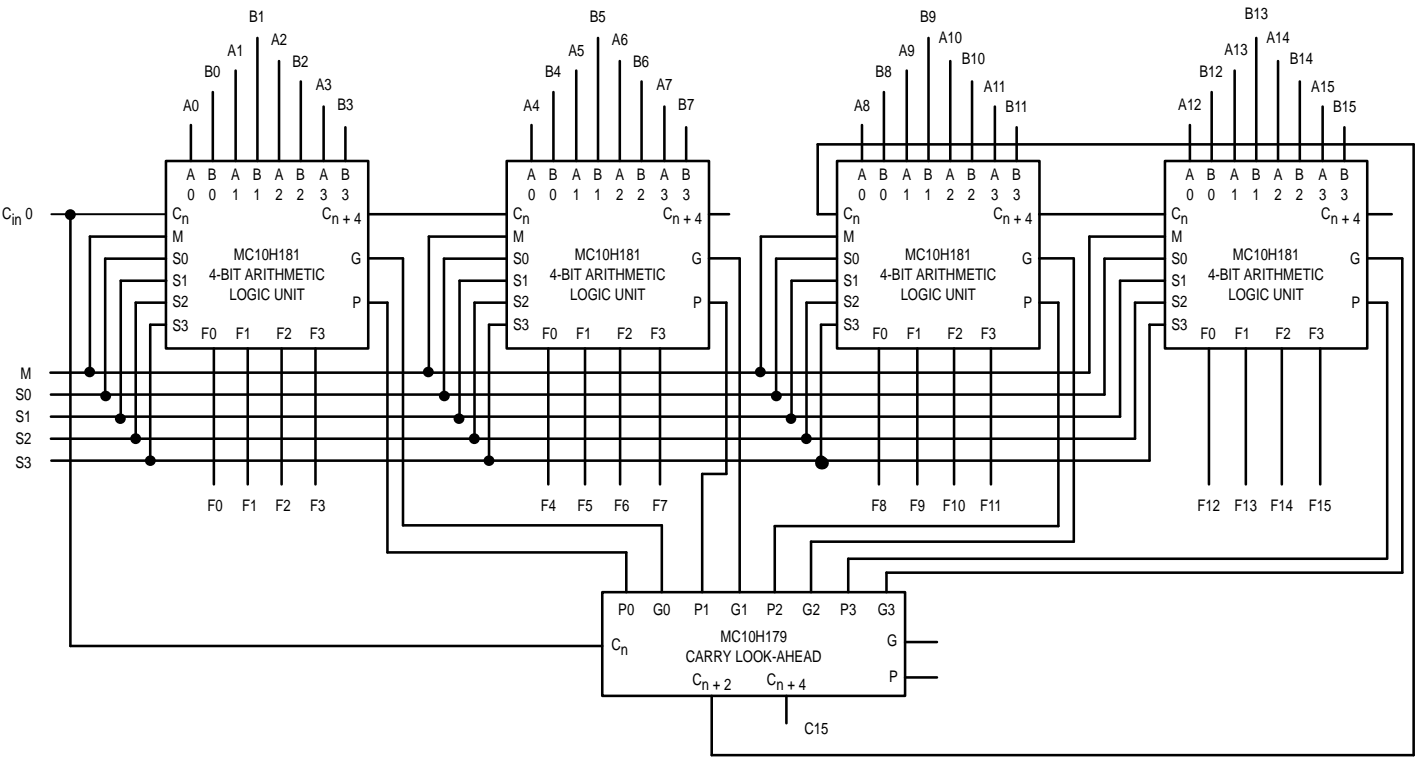 B1 B5 B9 B13
A2 A6 A10 A14
A1 A5 A9 A13
B2 B6 B10 B14
B0 B4 B8 B12
A3 A7 A11 A15
A0 B3 A4 B7 A8 B11 A12 B15
A B A B A B A B A B A B A B A B A B A B A B A B A B A B A B A B
0 0 1 1 2 2 3 3 0 0 1 1 2 2 3 3 0 0 1 1 2 2 3 3 0 0 1 1 2 2 3 3
Cin 0 Cn Cn + 4 Cn Cn + 4 Cn Cn + 4 Cn Cn + 4
M M M M
MC10H181 MC10H181 MC10H181 MC10H181
S0 G S0 G S0 G S0 G
4-BIT ARITHMETIC 4-BIT ARITHMETIC 4-BIT ARITHMETIC 4-BIT ARITHMETIC
S1 S1 S1 S1
LOGIC UNIT LOGIC UNIT LOGIC UNIT LOGIC UNIT
S2 P S2 P S2 P S2 P
S3 S3 S3 S3
F0 F1 F2 F3 F0 F1 F2 F3 F0 F1 F2 F3 F0 F1 F2 F3
M
S0
S1
S2
S3
F0 F1 F2 F3 F4 F5 F6 F7 F8 F9 F10 F11 F12 F13 F14 F15
P0 G0 P1 G1 P2 G2 P3 G3
Cn MC10H179 G
CARRY LOOK-AHEAD
P
Cn + 2 Cn + 4
C15